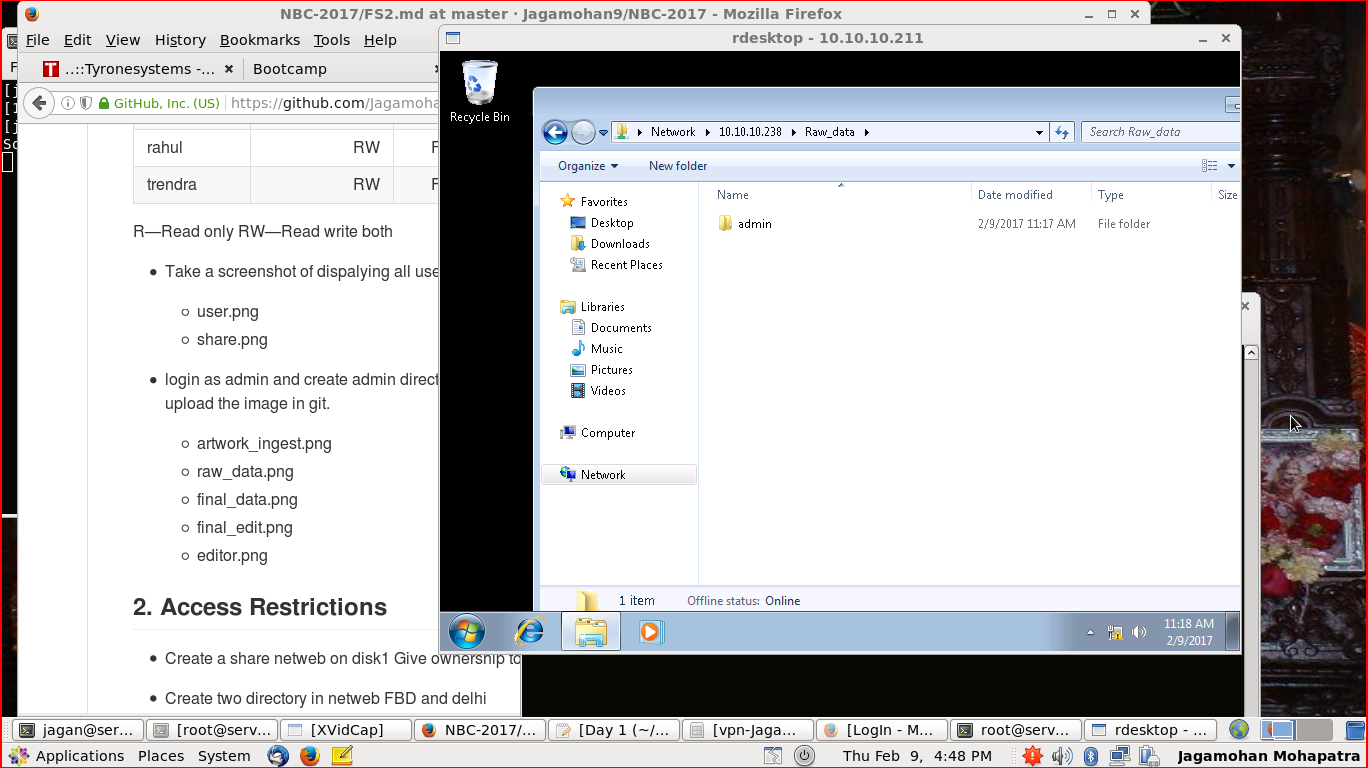 NBC-2017/FS2.md at master · Jagamohan9/NBC-2017 - Mozilla Firefox
File Edit View History Bookmarks Tools Help
..::Tyronesystems -... Bootcamp
GitHub, Inc. (US) https://github.com/Jagamoha
rahul RW
trendra RW
R—Read only RW—Read write both
Take a screenshot of dispalying all use
user.png
share.png
login as admin and create admin direct
upload the image in git.
artwork_ingest.png
raw_data.png
final_data.png
final_edit.png
editor.png
2. Access Restrictions
Create a share netweb on disk1 Give ownership to
Create two directory in netweb FBD and delhi
rdesktop - 10.10.10.211
Recycle Bin
Network 10.10.10.238 Raw_data
Search Raw_data
Organize New folder
Name Date modified Type Size
admin 2/9/2017 11:17 AM File folder
Favorites
Desktop
Downloads
Recent Places
Libraries
Documents
Music
Pictures
Videos
Computer
Network
1 item Offline status: Online
11:18 AM
2/9/2017
jagan@ser... [root@serv... [XVidCap] NBC-2017/... [Day 1 (~/... [vpn-Jaga... [LogIn - M... root@serv... rdesktop - ...
Applications Places System Thu Feb 9, 4:48 PM Jagamohan Mohapatra